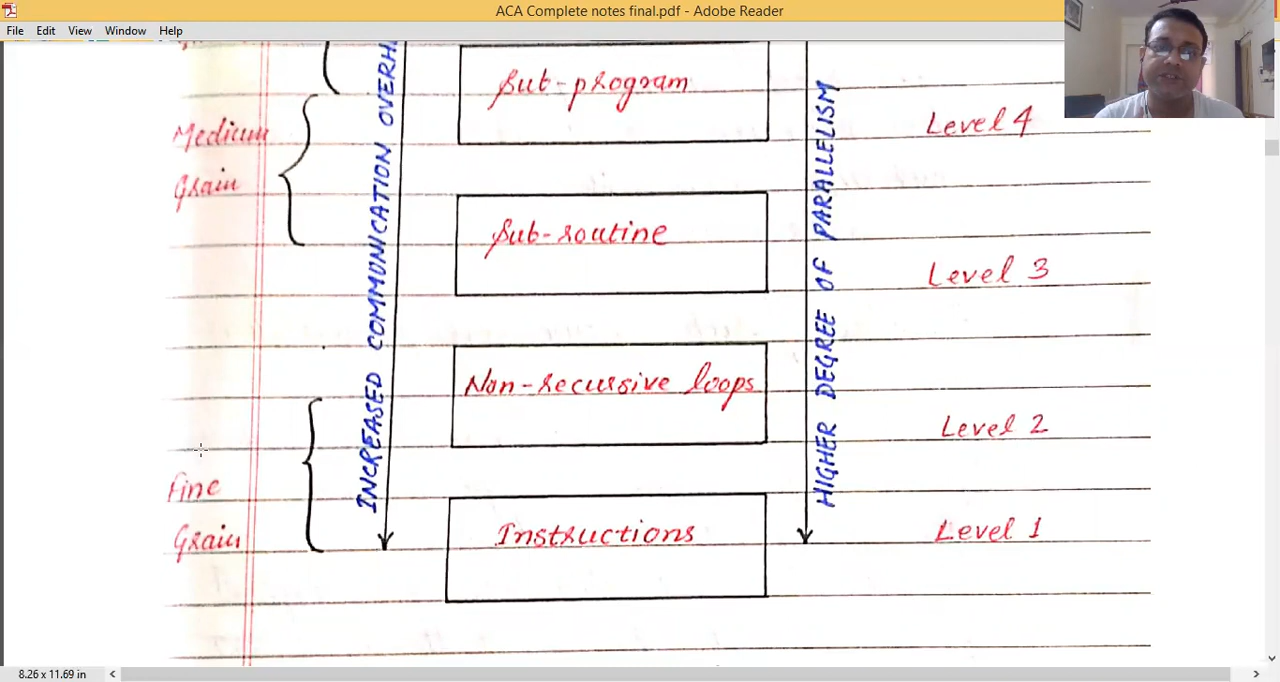 ACA Complete notes final.pdf - Adobe Reader
File Edit View Window Help
Sub-program
Level 4
Medium
Grain
Sub-routine
Level 3
INCREASED COMMUNICATION OVERH
HIGHER DEGREE OF PARALLELISM
Non-recursive loops
Level 2
Fine
Grain
Instructions
Level 1
8.26 x 11.69 in